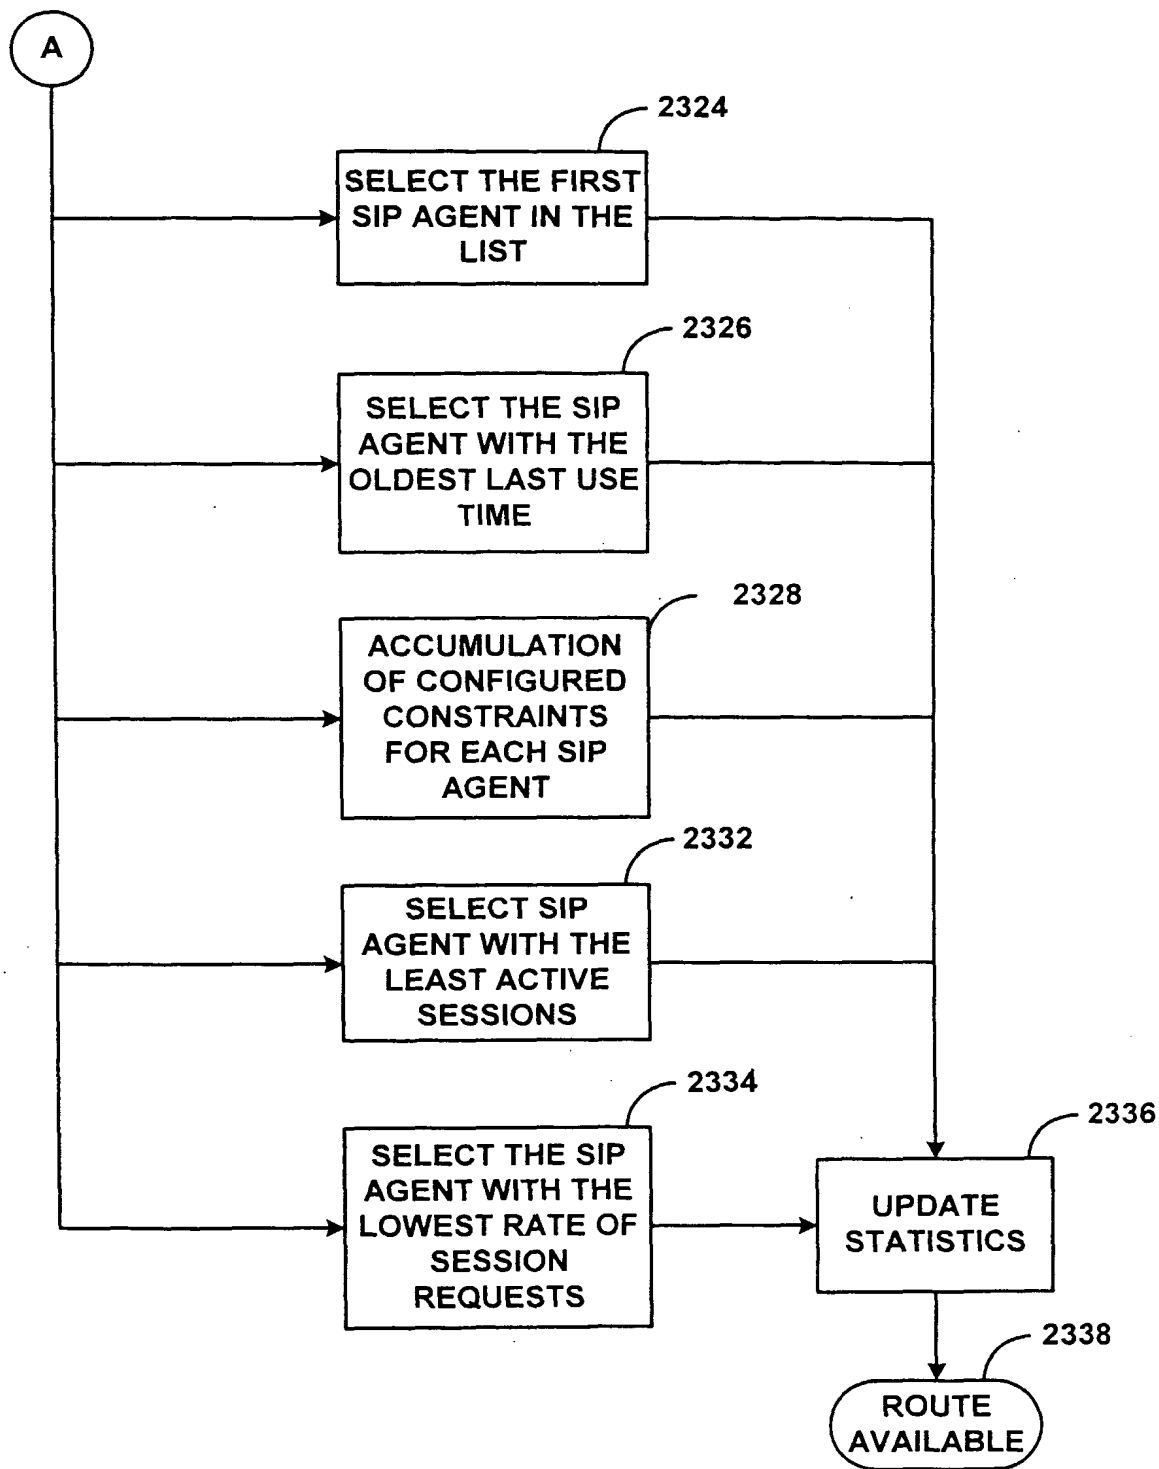 A
2324
SELECT THE FIRST
SIP AGENT IN THE
LIST
2326
SELECT THE SIP
AGENT WITH THE
OLDEST LAST USE
TIME
2328
ACCUMULATION
OF CONFIGURED
CONSTRAINTS
FOR EACH SIP
AGENT
2332
SELECT SIP
AGENT WITH THE
LEAST ACTIVE
SESSIONS
2334
SELECT THE SIP
AGENT WITH THE
LOWEST RATE OF
SESSION
REQUESTS
2336
UPDATE
STATISTICS
2338
ROUTE
AVAILABLE